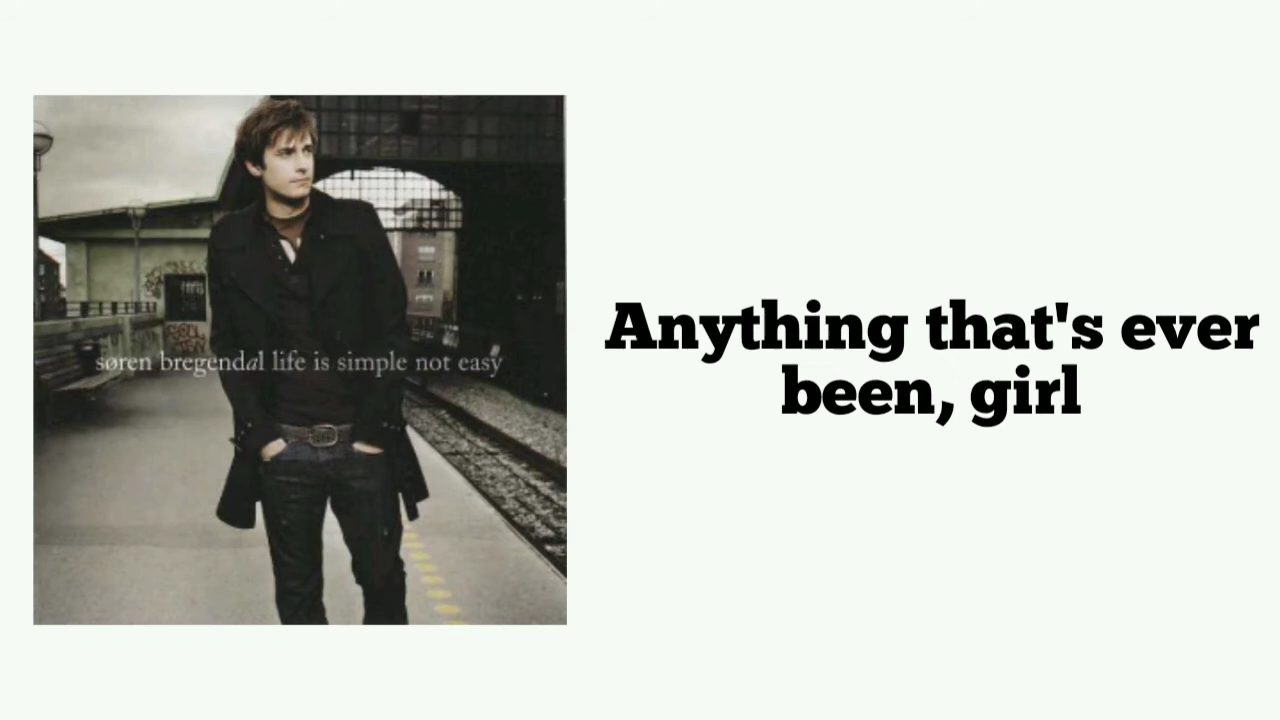 søren bregendal life is simple not easy
Anything that's ever
been, girl